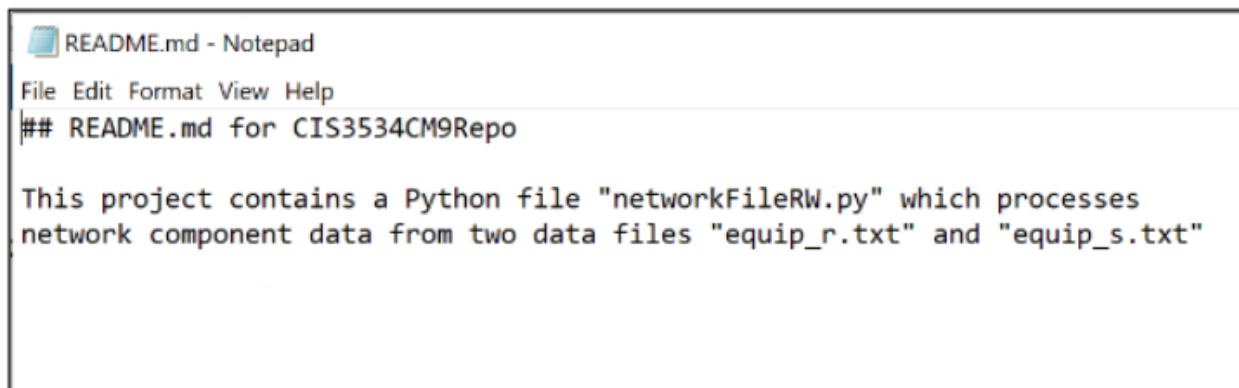 README.md - Notepad
File Edit Format View Help
## README.md for CIS3534CM9Repo
This project contains a Python file "networkFileRW.py" which processes
network component data from two data files "equip_r.txt" and "equip_s.txt"